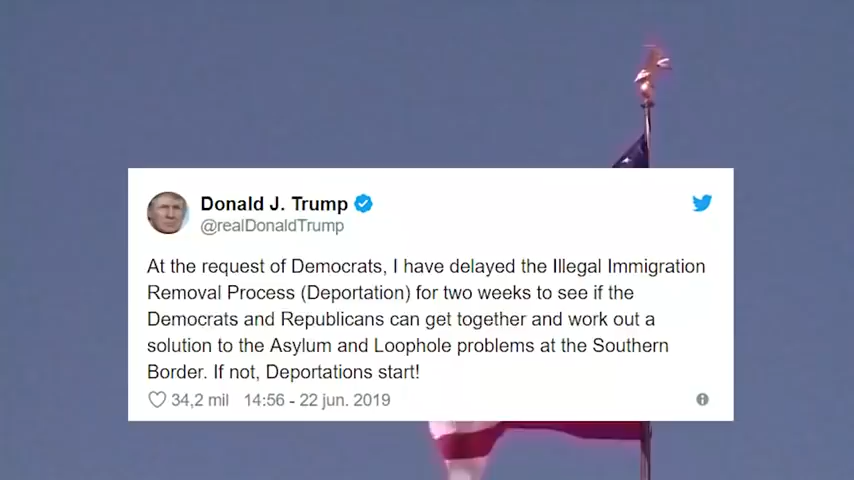 Donald J. Trump
@realDonaldTrump
At the request of Democrats, I have delayed the Illegal Immigration
Removal Process (Deportation) for two weeks to see if the
Democrats and Republicans can get together and work out a
solution to the Asylum and Loophole problems at the Southern
Border. If not, Deportations start!
34,2 mil 14:56 - 22 jun. 2019